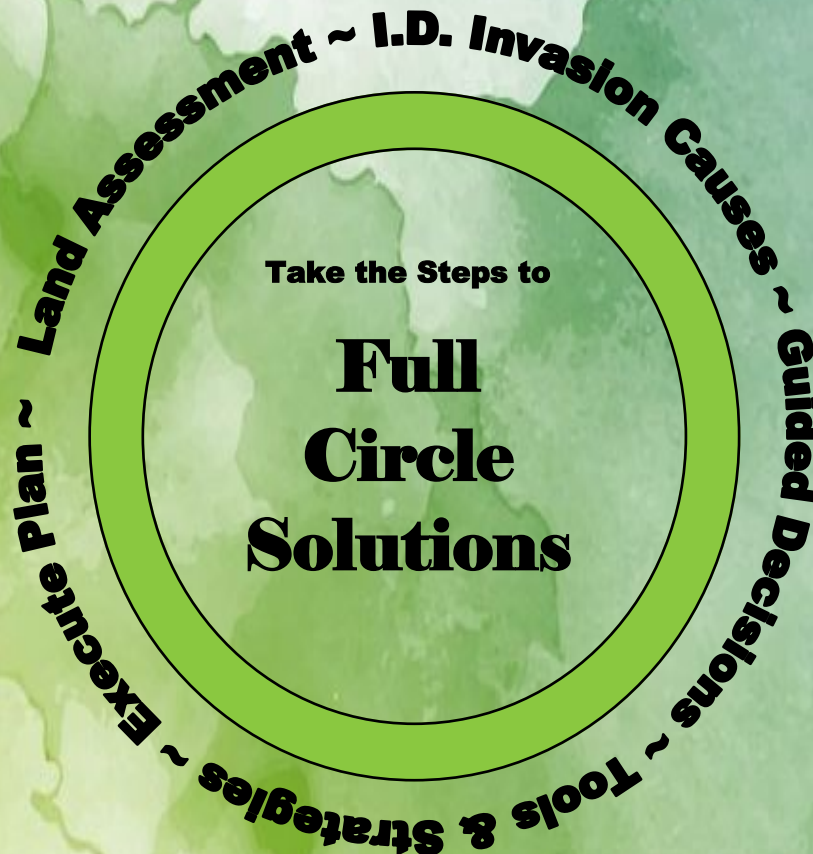 Land Assessment ~ I.D. Invasion Causes ~ Guided Decisions ~ Tools & Strategies ~ Execute Plan ~
Take the Steps to
Full
Circle
Solutions